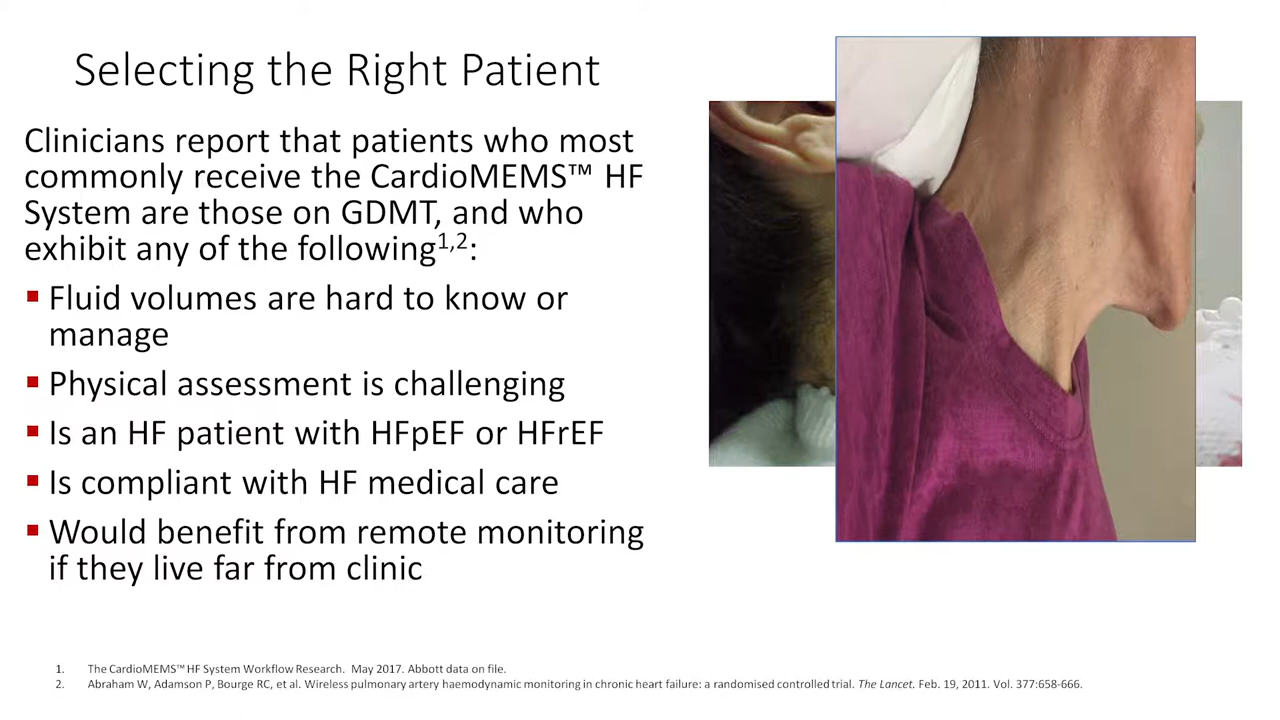 Selecting the Right Patient
Clinicians report that patients who most
commonly receive the CardioMEMS™ HF
System are those on GDMT, and who
exhibit any of the following1,2:
▪ Fluid volumes are hard to know or
manage
▪ Physical assessment is challenging
▪ Is an HF patient with HFpEF or HFrEF
▪ Is compliant with HF medical care
▪ Would benefit from remote monitoring
if they live far from clinic
1. The CardioMEMS™ HF System Workflow Research. May 2017. Abbott data on file.
2. Abraham W, Adamson P, Bourge RC, et al. Wireless pulmonary artery haemodynamic monitoring in chronic heart failure: a randomised controlled trial. The Lancet. Feb. 19, 2011. Vol. 377:658-666.